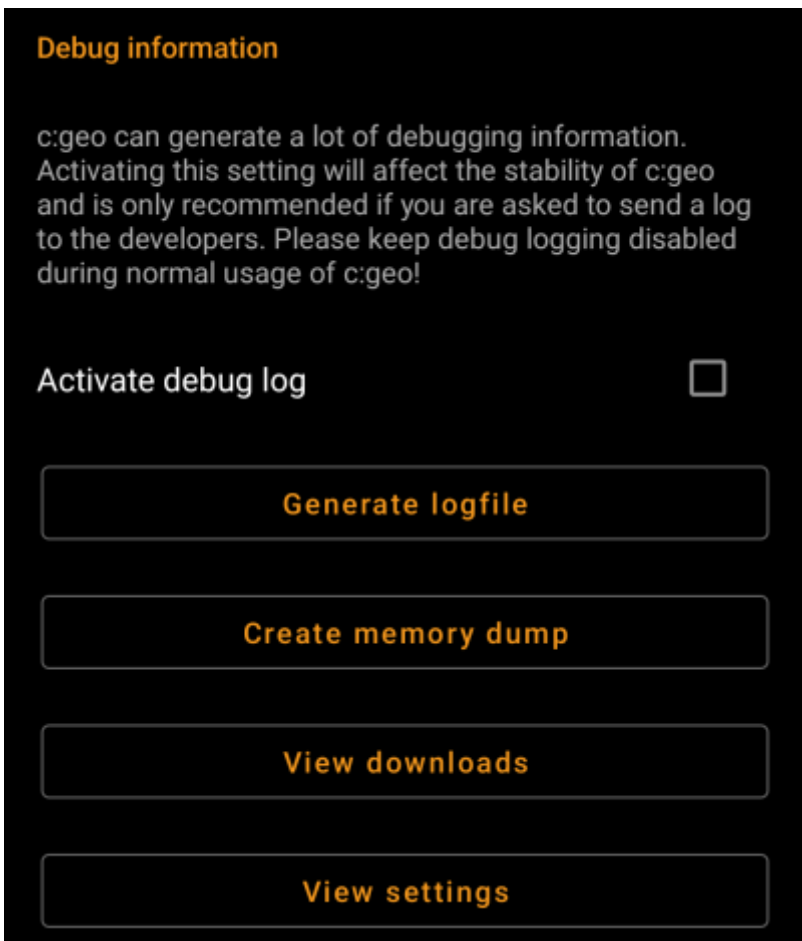 Debug information
c:geo can generate a lot of debugging information.
Activating this setting will affect the stability of c:geo
and is only recommended if you are asked to send a log
to the developers. Please keep debug logging disabled
during normal usage of c:geo!
Activate debug log
Generate logfile
Create memory dump
View downloads
View settings